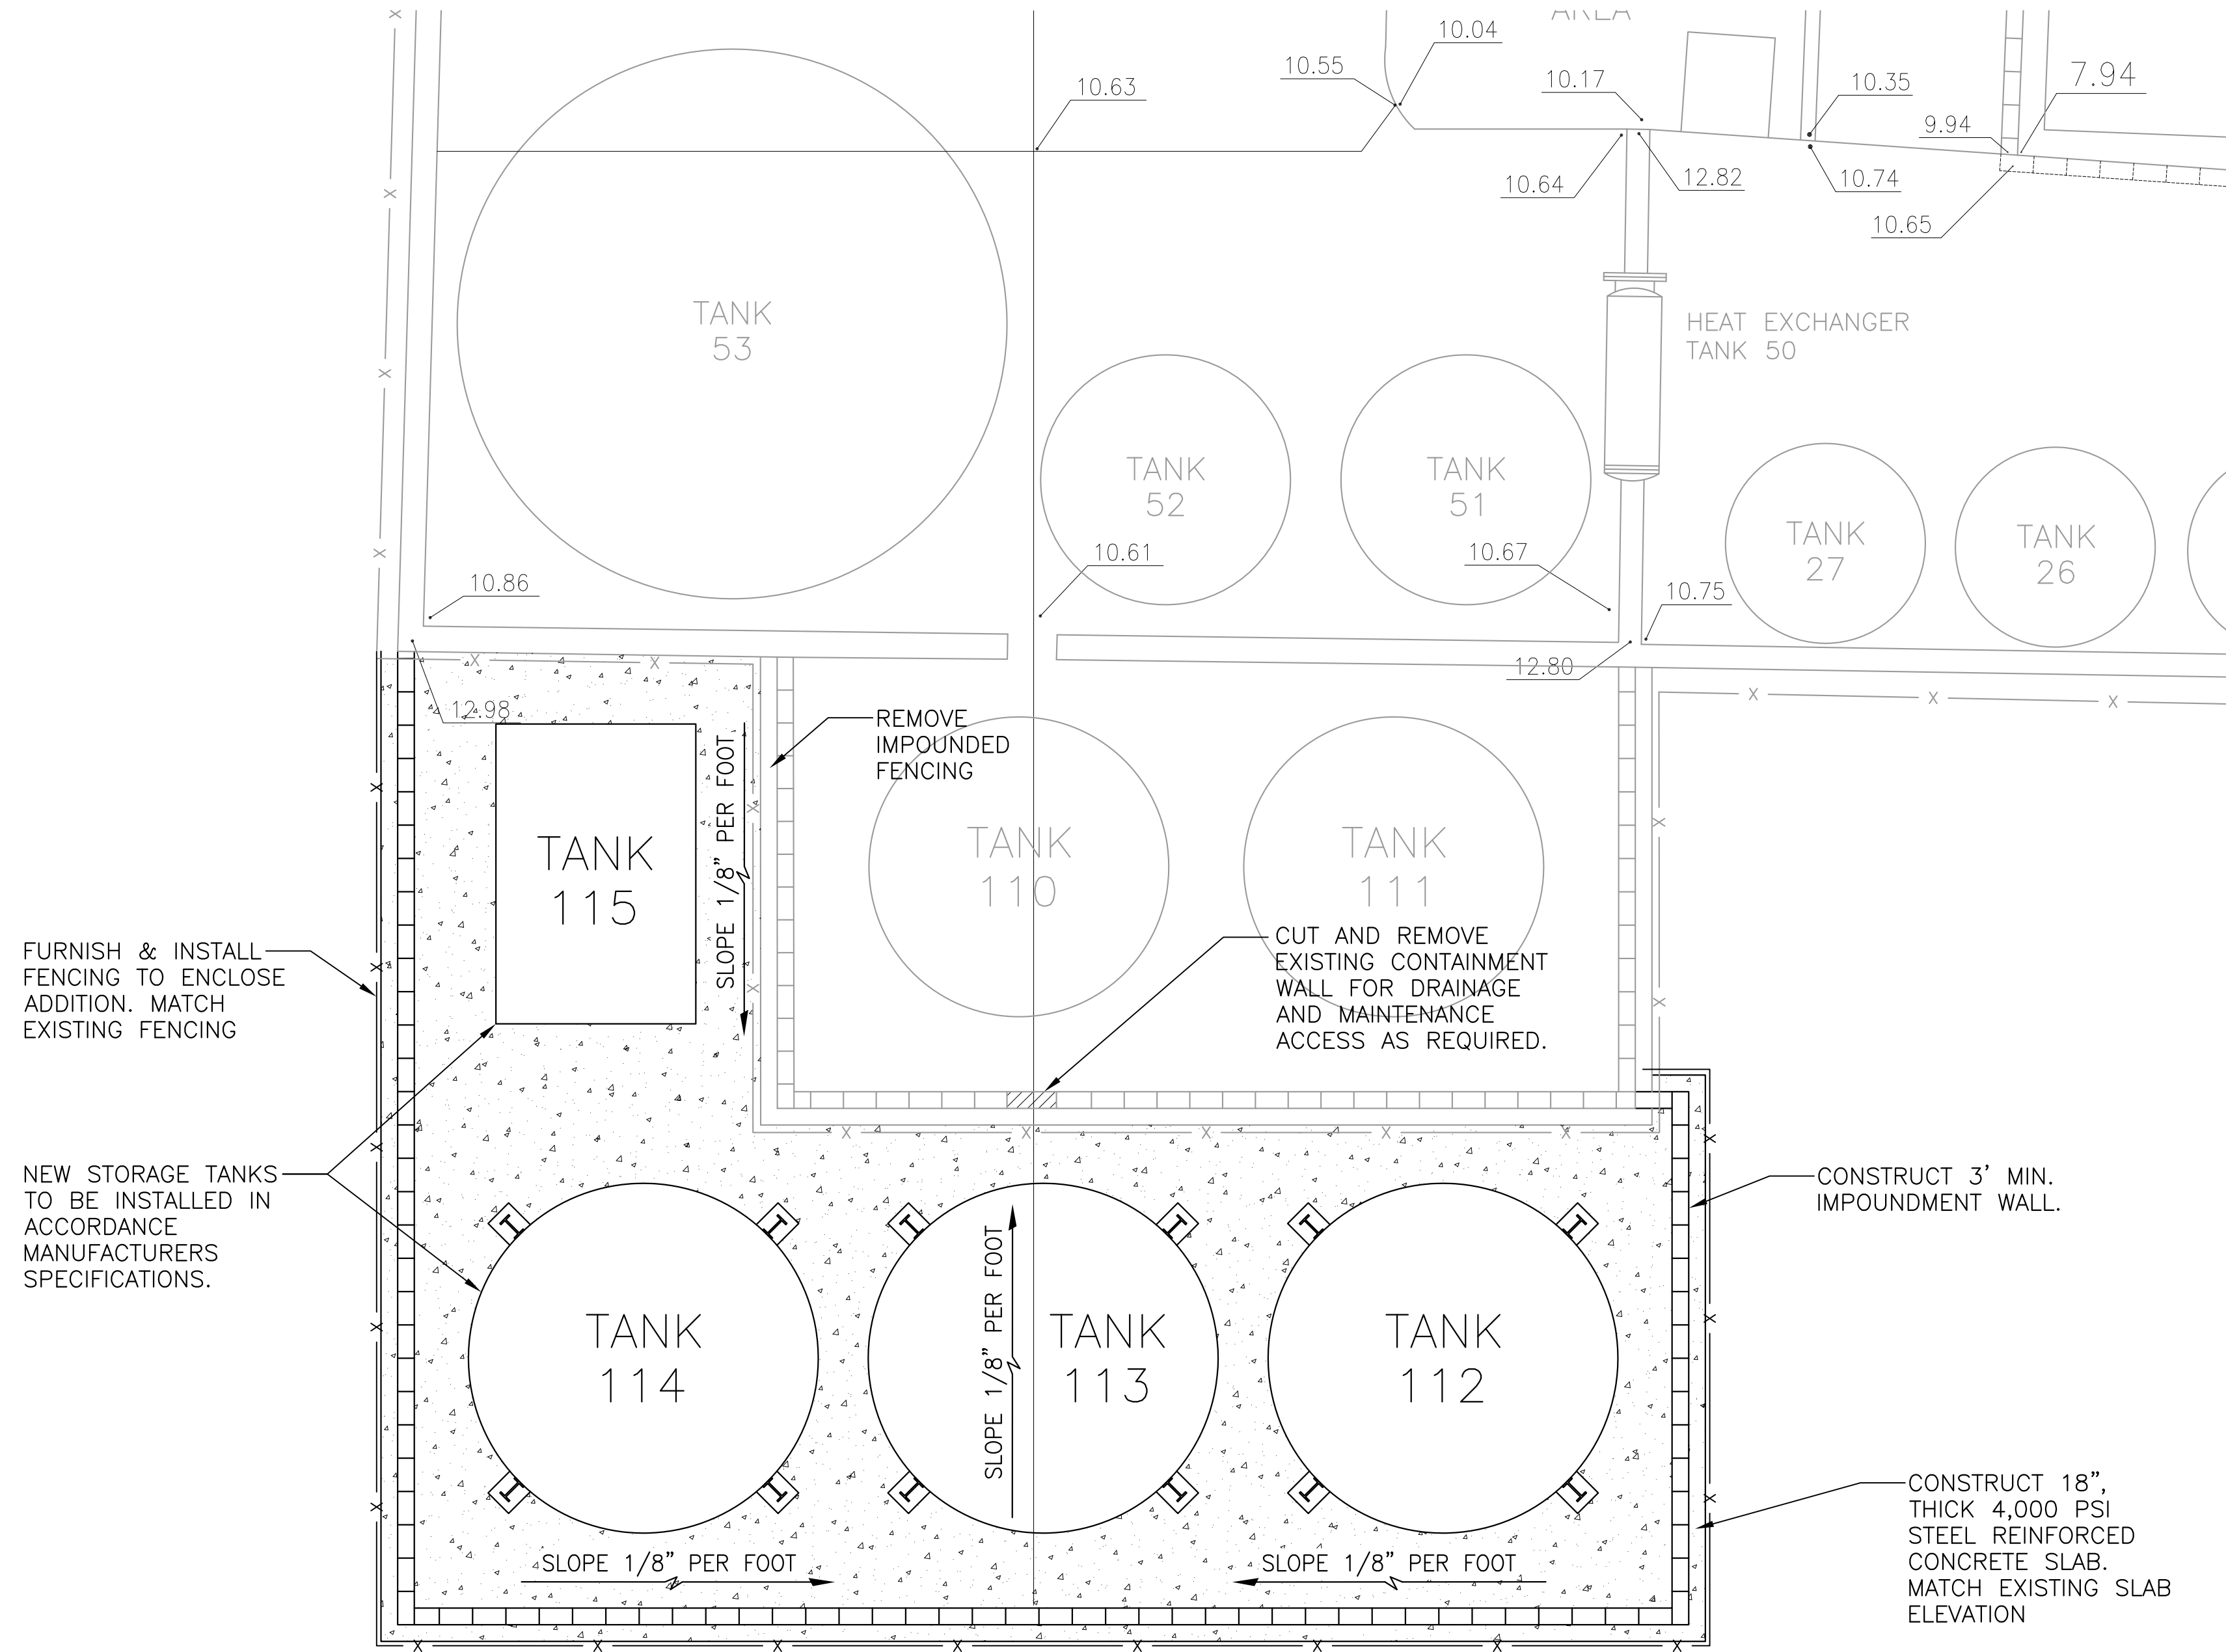 AREA
10.04
10.55
10.63
10.17
10.35
7.94
9.94
10.64
12.82
10.74
10.65
TANK
53
HEAT EXCHANGER
TANK 50
TANK
52
TANK
51
TANK
27
TANK
26
10.61
10.67
10.86
10.75
12.80
12.98
REMOVE
IMPOUNDED
FENCING
SLOPE 1/8” PER FOOT
TANK
115
TANK
110
TANK
111
FURNISH & INSTALL
FENCING TO ENCLOSE
ADDITION. MATCH
EXISTING FENCING
CUT AND REMOVE
EXISTING CONTAINMENT
WALL FOR DRAINAGE
AND MAINTENANCE
ACCESS AS REQUIRED.
NEW STORAGE TANKS
TO BE INSTALLED IN
ACCORDANCE
MANUFACTURERS
SPECIFICATIONS.
CONSTRUCT 3’ MIN.
IMPOUNDMENT WALL.
TANK
114
SLOPE 1/8” PER FOOT
TANK
113
TANK
112
CONSTRUCT 18”,
THICK 4,000 PSI
STEEL REINFORCED
CONCRETE SLAB.
MATCH EXISTING SLAB
ELEVATION
SLOPE 1/8” PER FOOT
SLOPE 1/8” PER FOOT